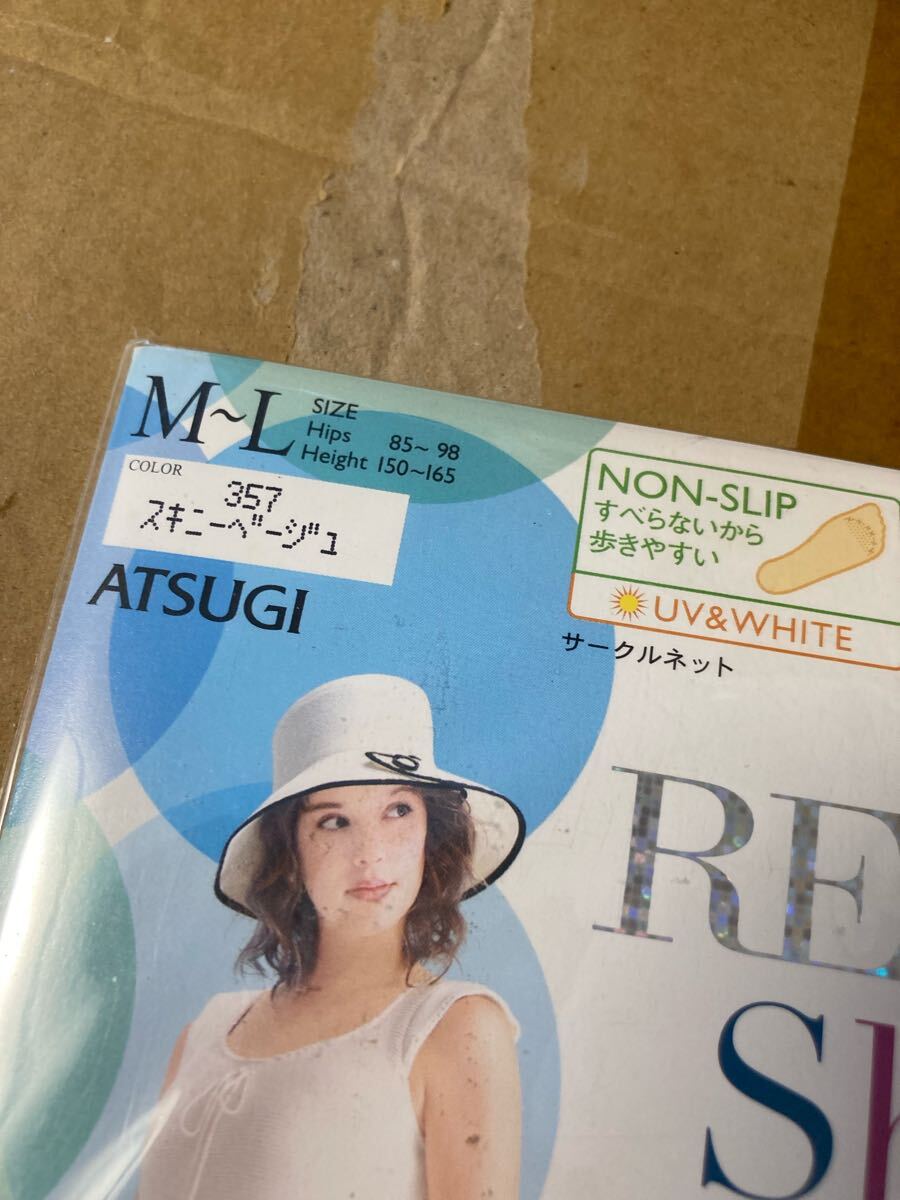 M~L
SIZE
Hips 85~98
Height 150~165
COLOR
357
スキニーベージュ
ATSUGI
NON-SLIP
すべらないから
歩きやすい
UV&WHITE
サークルネット
RE
Sh